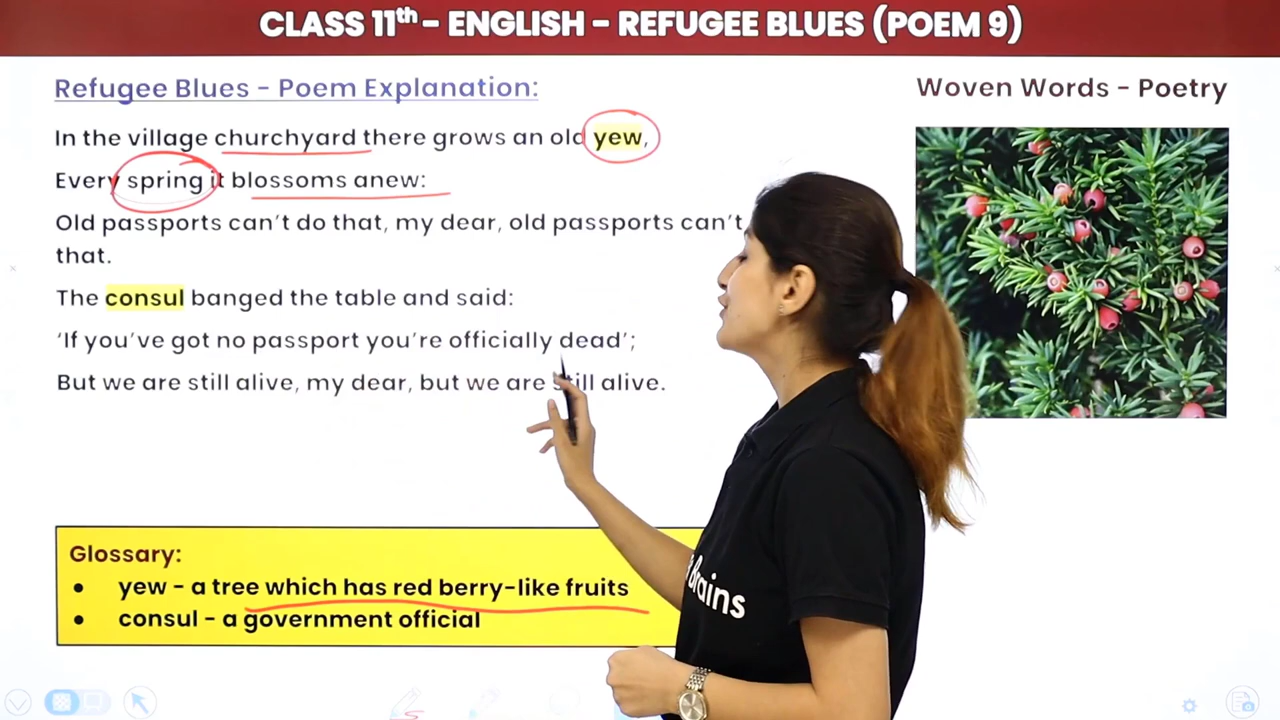 CLASS 11th - ENGLISH - REFUGEE BLUES (POEM 9)
Refugee Blues - Poem Explanation:
Woven Words - Poetry
In the village churchyard there grows an old yew,
Every spring it blossoms anew:
Old passports can't do that, my dear, old passports can't
that.
The consul banged the table and said:
'If you've got no passport you're officially dead';
But we are still alive, my dear, but we are still alive.
Glossary:
• yew - a tree which has red berry-like fruits
• consul - a government official
Brains